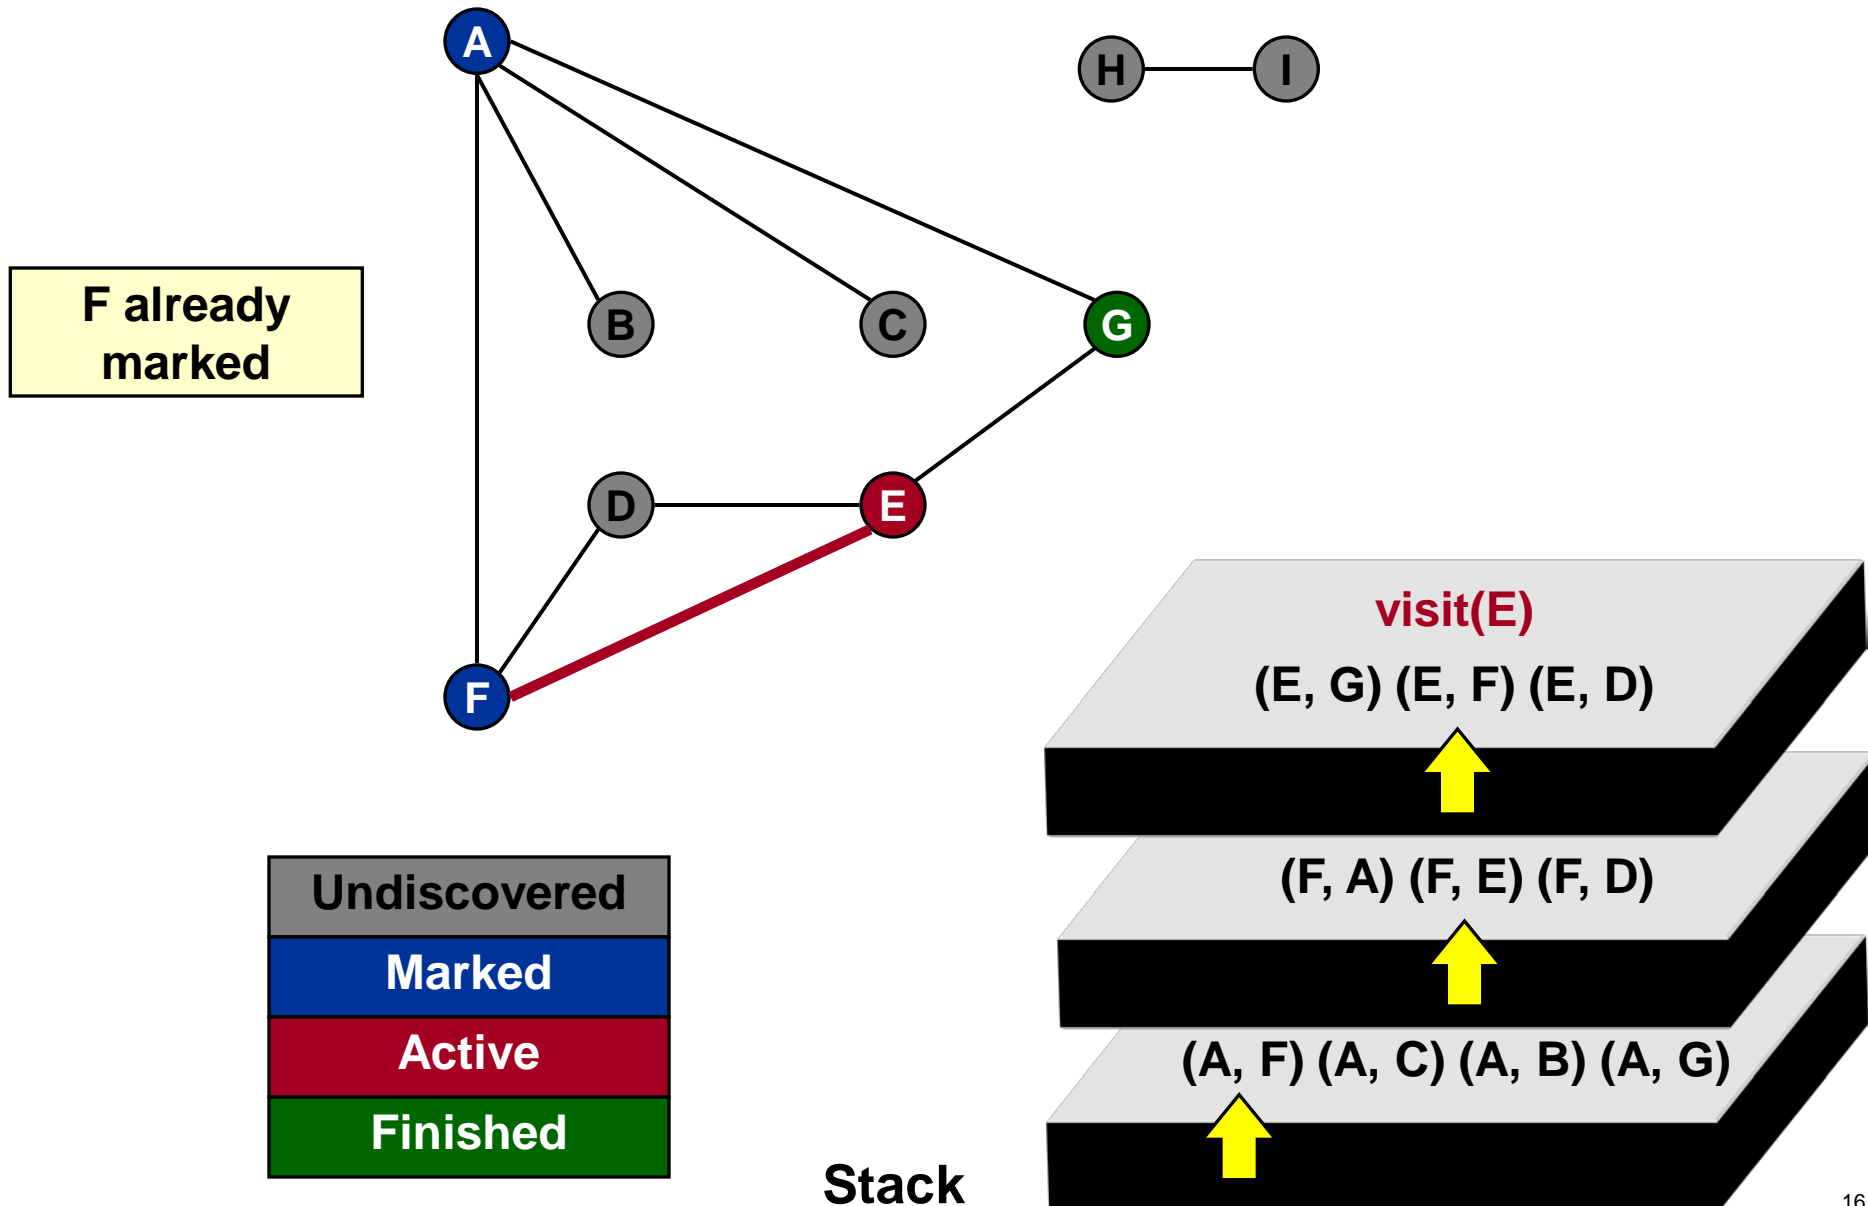 A
H
I
F already
marked
B
C
G
D
E
F
visit(E)
(E, G) (E, F) (E, D)
(F, A) (F, E) (F, D)
(A, F) (A, C) (A, B) (A, G)
Undiscovered
Marked
Active
Finished
Stack
16